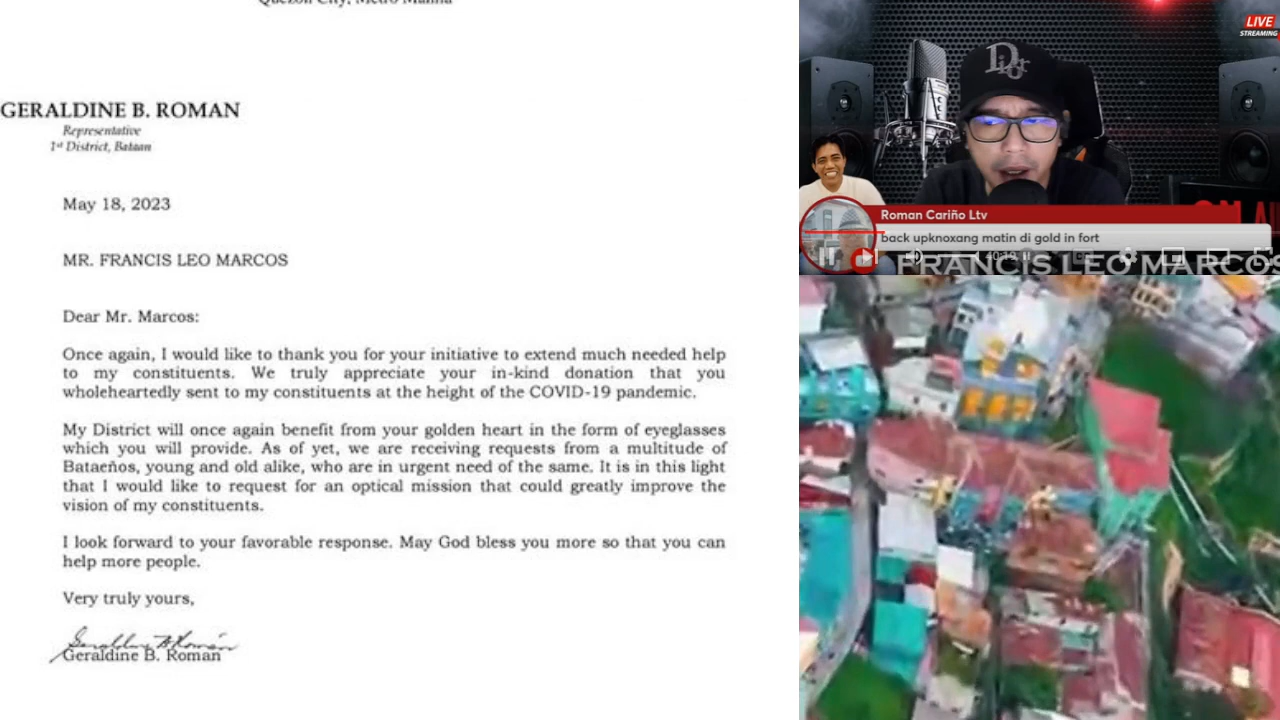 GERALDINE B. ROMAN
Representative
1st District, Bataan
May 18, 2023
MR. FRANCIS LEO MARCOS
Dear Mr. Marcos:
Once again, I would like to thank you for your initiative to extend much needed help
to my constituents. We truly appreciate your in-kind donation that you
wholeheartedly sent to my constituents at the height of the COVID-19 pandemic.
My District will once again benefit from your golden heart in the form of eyeglasses
which you will provide. As of yet, we are receiving requests from a multitude of
Bataeños, young and old alike, who are in urgent need of the same. It is in this light
that I would like to request for an optical mission that could greatly improve the
vision of my constituents.
I look forward to your favorable response. May God bless you more so that you can
help more people.
Very truly yours,
Geraldine B. Roman
LIVE
STREAMING
Dior
Roman Cariño Ltv
back upknoxang matin di gold in fort
FRANCIS LEO MARCOS